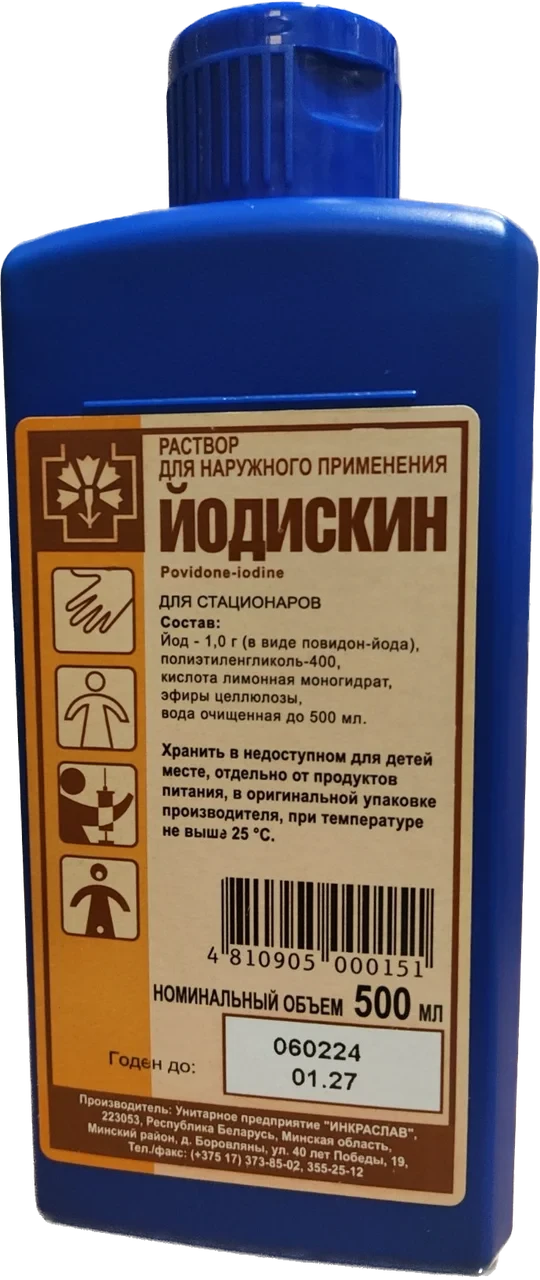 РАСТВОР
ДЛЯ НАРУЖНОГО ПРИМЕНЕНИЯ
ЙОДИСКИН
Povidone-iodine
ДЛЯ СТАЦИОНАРОВ
Состав:
Йод - 1,0 г (в виде повидон-йода),
полиэтиленгликоль-400,
кислота лимонная моногидрат,
эфиры целлюлозы,
вода очищенная до 500 мл.
Хранить в недоступном для детей
месте, отдельно от продуктов
питания, в оригинальной упаковке
производителя, при температуре
не выше 25 °С.
4 810905 000151
НОМИНАЛЬНЫЙ ОБЪЕМ 500 мл
Годен до:
060224
01.27
Производитель: Унитарное предприятие "ИНКРАСЛАВ",
223053, Республика Беларусь, Минская область,
Минский район, д. Боровляны, ул. 40 лет Победы, 19,
Тел./факс: (+375 17) 373-85-02, 355-25-12